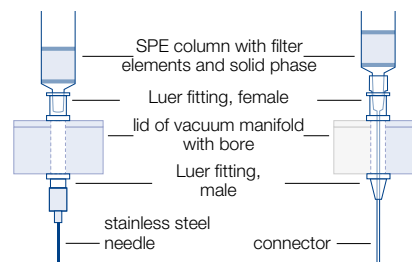 SPE column with filter
elements and solid phase
Luer fitting, female
lid of vacuum manifold
with bore
Luer fitting,
male
stainless steel
needle
connector